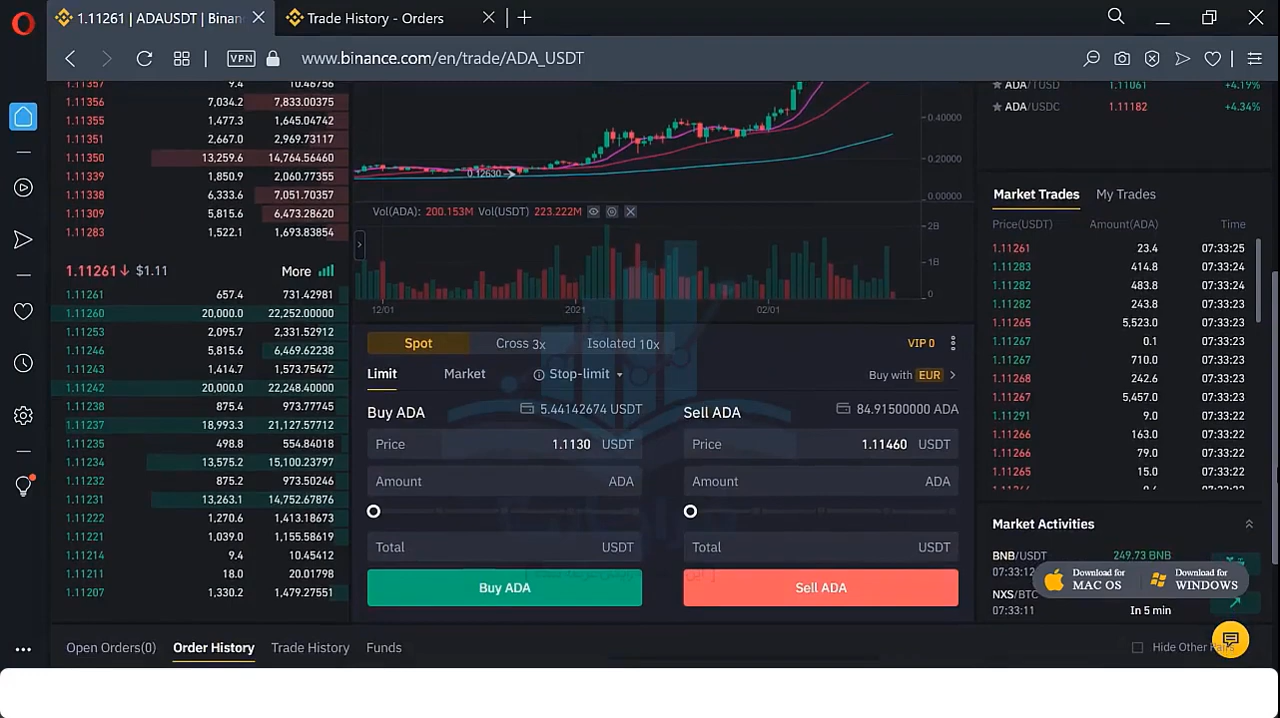 1.11261 | ADAUSDT | Binan
Trade History - Orders
VPN
www.binance.com/en/trade/ADA_USDT
1.11357 9.4 10.46756
1.11356 7,034.2 7,833.00375
1.11355 1,477.3 1,645.04742
1.11351 2,667.0 2,969.73117
1.11350 13,259.6 14,764.56460
1.11339 1,850.9 2,060.77355
1.11338 6,333.6 7,051.70357
1.11309 5,815.6 6,473.28620
1.11283 1,522.1 1,693.83854
1.11261↓ $1.11 More
1.11261 657.4 731.42981
1.11260 20,000.0 22,252.00000
1.11253 2,095.7 2,331.52912
1.11246 5,815.6 6,469.62238
1.11243 1,414.7 1,573.75472
1.11242 20,000.0 22,248.40000
1.11238 875.4 973.77745
1.11237 18,993.3 21,127.57712
1.11235 498.8 554.84018
1.11234 13,575.2 15,100.23797
1.11232 875.2 973.50246
1.11231 13,263.1 14,752.67876
1.11222 1,270.6 1,413.18673
1.11221 1,039.0 1,155.58619
1.11214 9.4 10.45412
1.11211 18.0 20.01798
1.11207 1,330.2 1,479.27551
0.40000
0.20000
0.00000
0.12630
Vol(ADA): 200.153M Vol(USDT) 223.222M
2B
1B
0
12/01 2021 02/01
Spot Cross 3x Isolated 10x VIP 0
Limit Market Stop-limit Buy with EUR
Buy ADA 5.44142674 USDT
Price 1.1130 USDT
Amount ADA
Total USDT
Buy ADA
Sell ADA 84.91500000 ADA
Price 1.11460 USDT
Amount ADA
Total USDT
Sell ADA
ADA/TUSD 1.11061 +4.19%
ADA/USDC 1.11182 +4.34%
Market Trades My Trades
Price(USDT) Amount(ADA) Time
1.11261 23.4 07:33:25
1.11283 414.8 07:33:24
1.11282 483.8 07:33:24
1.11282 243.8 07:33:23
1.11265 5,523.0 07:33:23
1.11267 0.1 07:33:23
1.11267 710.0 07:33:23
1.11268 242.6 07:33:23
1.11267 5,457.0 07:33:23
1.11291 9.0 07:33:22
1.11266 163.0 07:33:22
1.11266 79.0 07:33:22
1.11265 15.0 07:33:22
Market Activities
BNB/USDT 249.73 BNB
07:33:12
NXS/BTC
07:33:11 In 5 min
Download for
MAC OS
Download for
WINDOWS
Open Orders(0) Order History Trade History Funds Hide Other Pairs